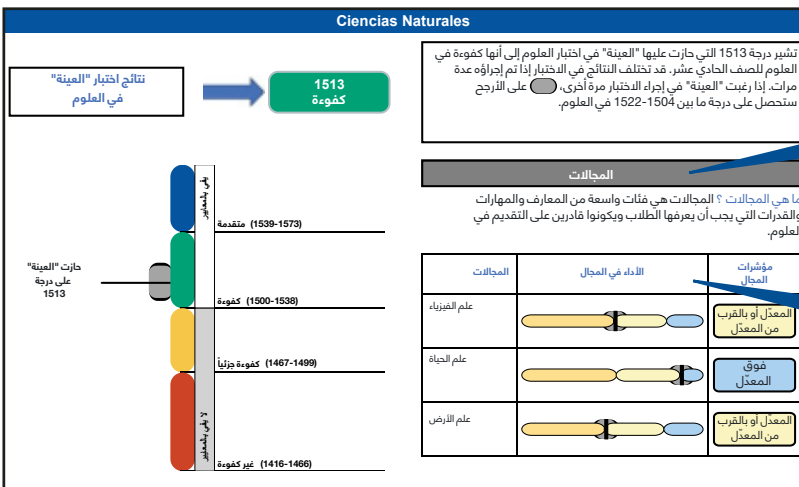 Ciencias Naturales
تشير درجة 1513 التي حازت عليها "العينة" في اختبار العلوم إلى أنها كفوءة في
العلوم للصف الحادي عشر. قد تختلف النتائج في الاختبار إذا تم إجراؤه عدة
مرات. إذا رغبت "العينة" في إجراء الاختبار مرة أخرى، على الأرجح
ستحصل على درجة ما بين 1504-1522 في العلوم.
نتائج اختبار "العينة"
في العلوم
1513
كفوءة
المجالات
ما هي المجالات ؟ المجالات هي فئات واسعة من المعارف والمهارات
والقدرات التي يجب أن يعرفها الطلاب ويكونوا قادرين على التقديم في
العلوم.
يفي بالمعايير
(1539-1573) متقدمة
حازت "العينة"
على درجة
1513
(1500-1538) كفوءة
(1467-1499) كفوءة جزئياً
لا يفي بالمعايير
(1416-1466) غير كفوءة
مؤشرات
المجال
الأداء في المجال
المجالات
المعدّل أو بالقرب
من المعدّل
علم الفيزياء
فوق
المعدّل
علم الحياة
المعدّل أو بالقرب
من المعدّل
علم الأرض